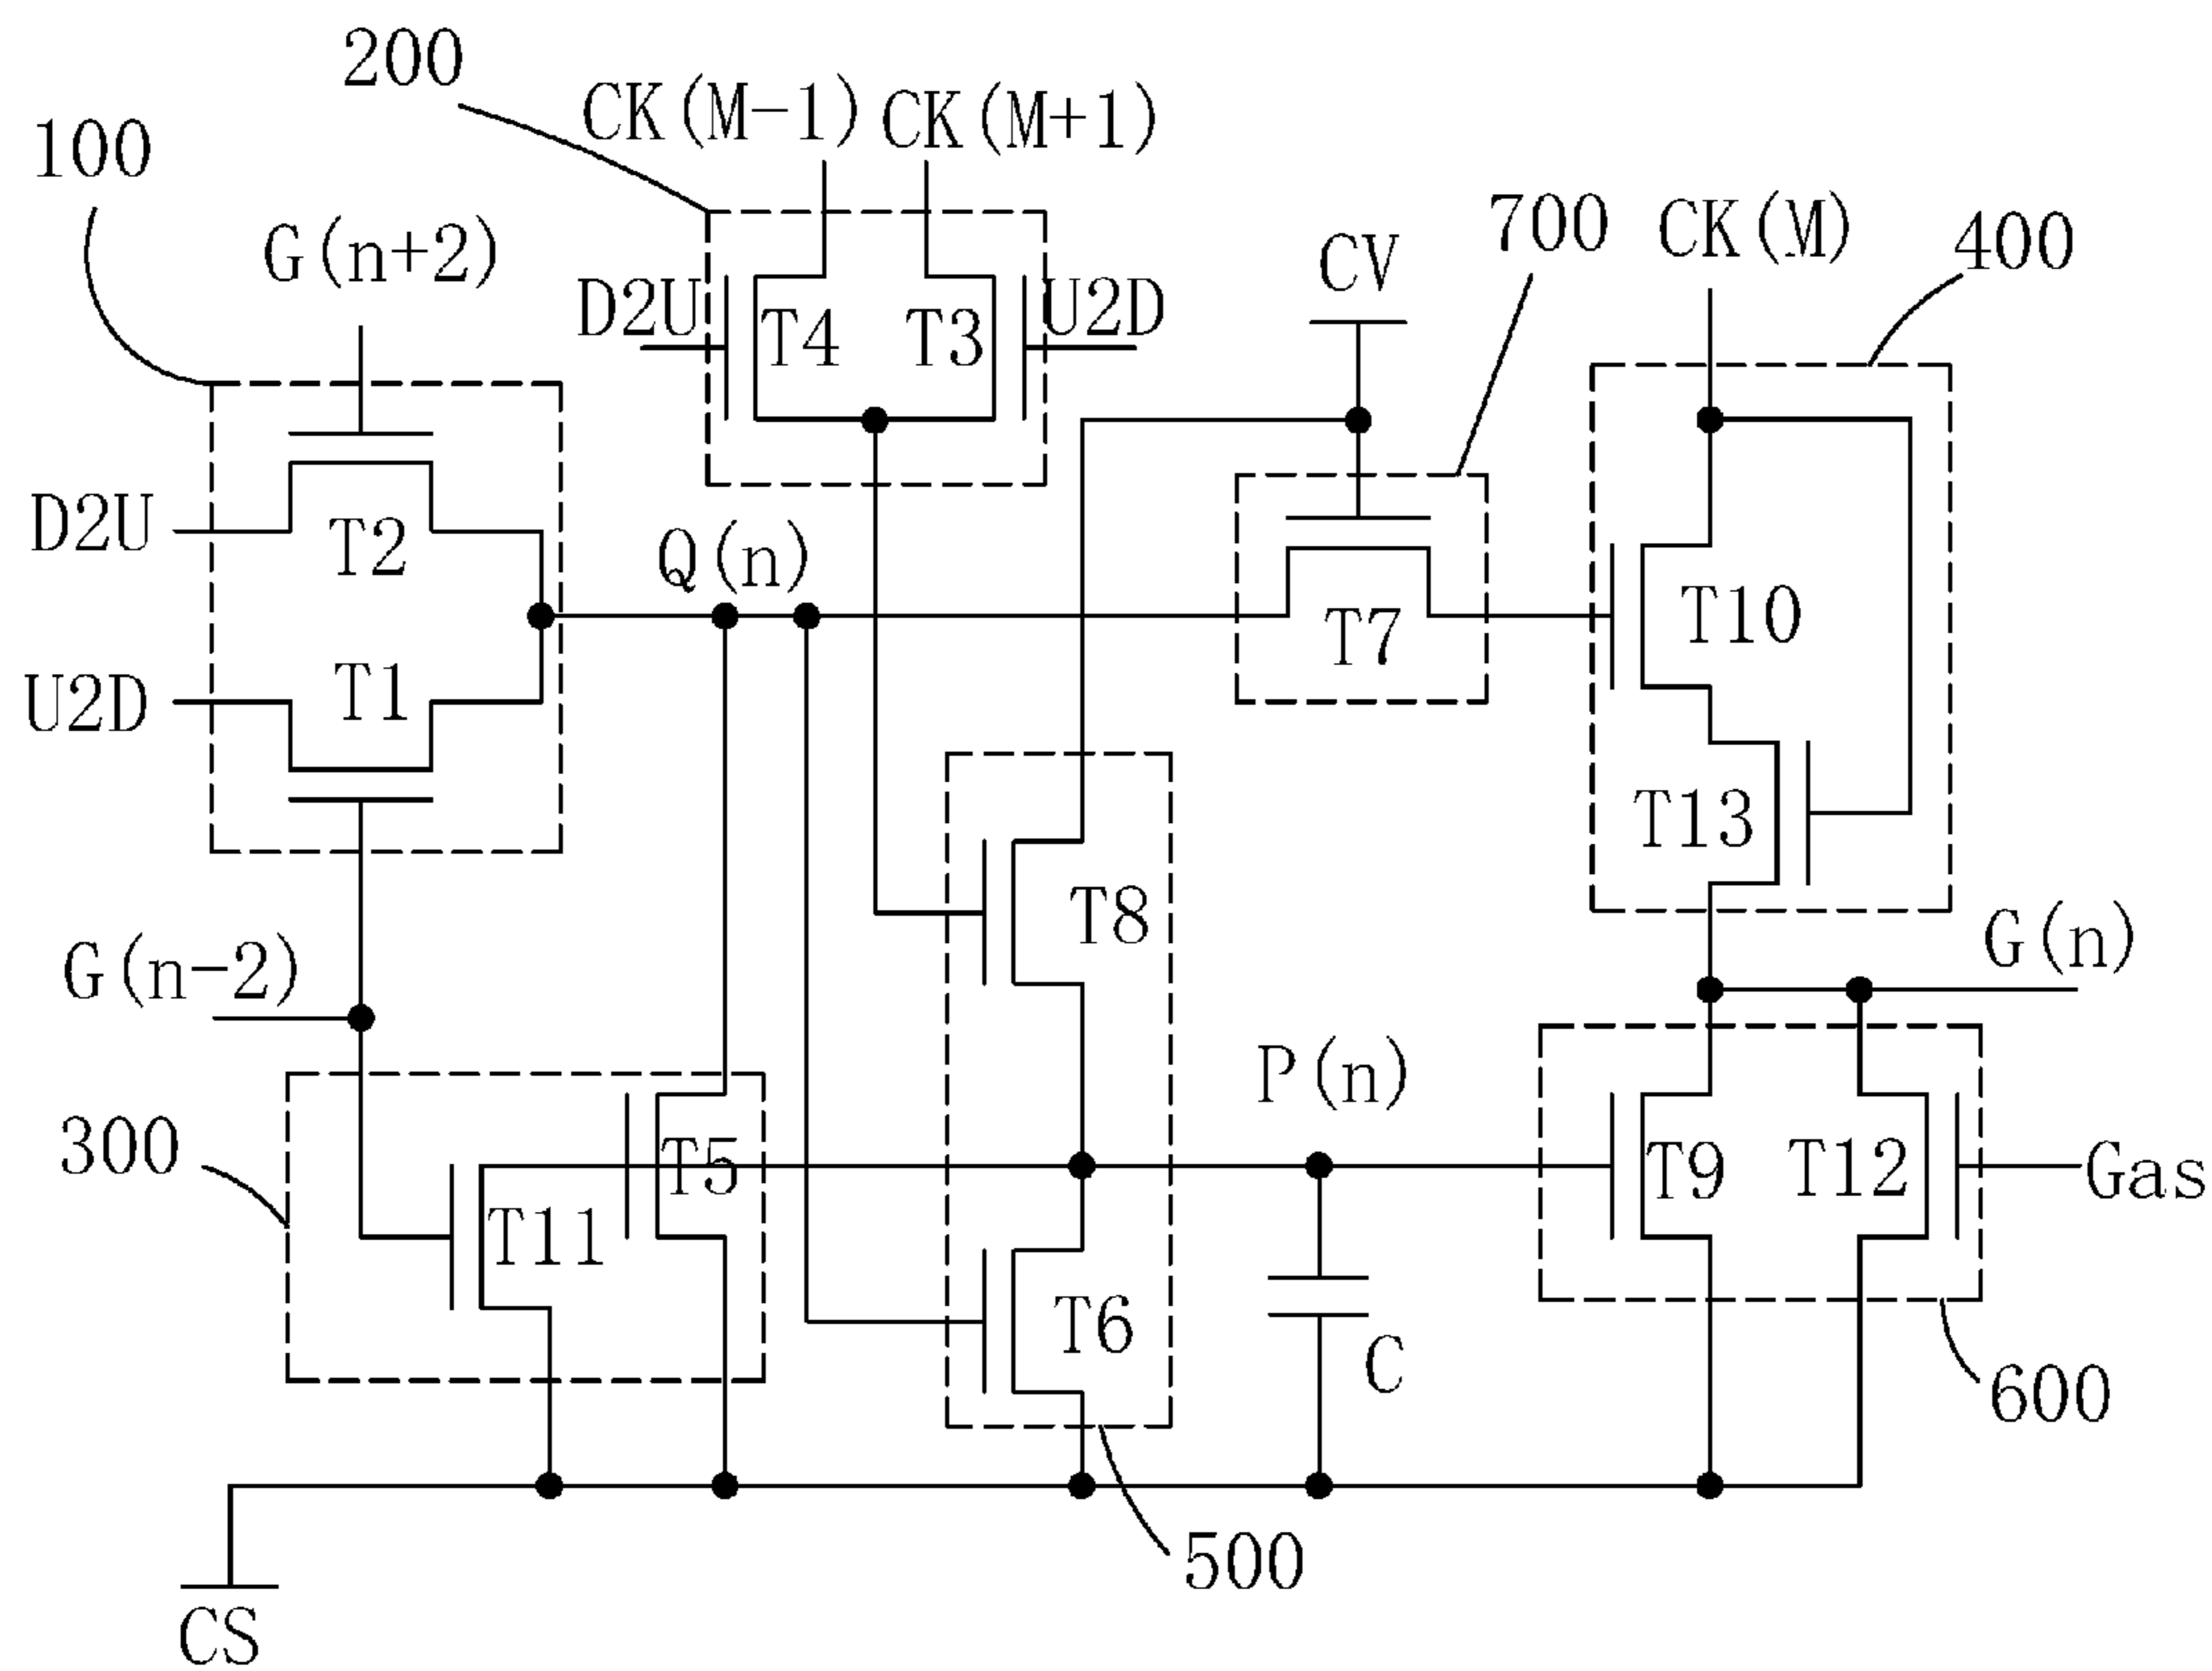 200
CK(M-1)
CK(M+1)
100
700
CK(M)
400
G(n+2)
CV
D2U
T4
T3
U2D
D2U
T2
Q(n)
T10
T7
U2D
T1
T13
T8
G(n-2)
G(n)
P(n)
300
T5
T9
T12
Gas
T11
T6
C
600
500
CS